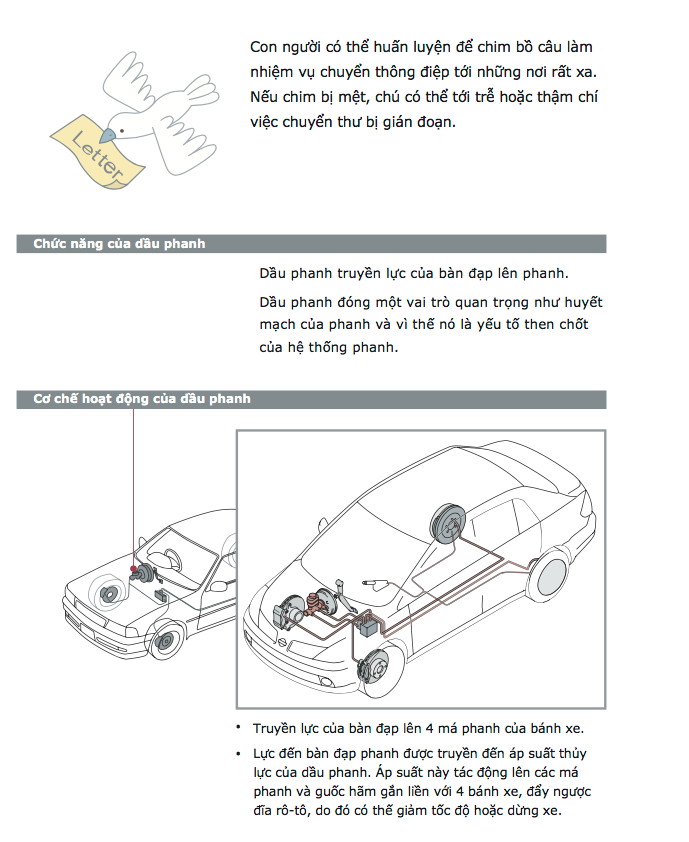 Con người có thể huấn luyện để chim bồ câu làm
nhiệm vụ chuyển thông điệp tới những nơi rất xa.
Nếu chim bị mệt, chú có thể tới trễ hoặc thậm chí
việc chuyển thư bị gián đoạn.
Letter
Chức năng của dầu phanh
Dầu phanh truyền lực của bàn đạp lên phanh.
Dầu phanh đóng một vai trò quan trọng như huyết
mạch của phanh và vì thế nó là yếu tố then chốt
của hệ thống phanh.
Cơ chế hoạt động của dầu phanh
• Truyền lực của bàn đạp lên 4 má phanh của bánh xe.
• Lực đến bàn đạp phanh được truyền đến áp suất thủy
lực của dầu phanh. Áp suất này tác động lên các má
phanh và guốc hãm gắn liền với 4 bánh xe, đẩy ngược
đĩa rô-tô, do đó có thể giảm tốc độ hoặc dừng xe.